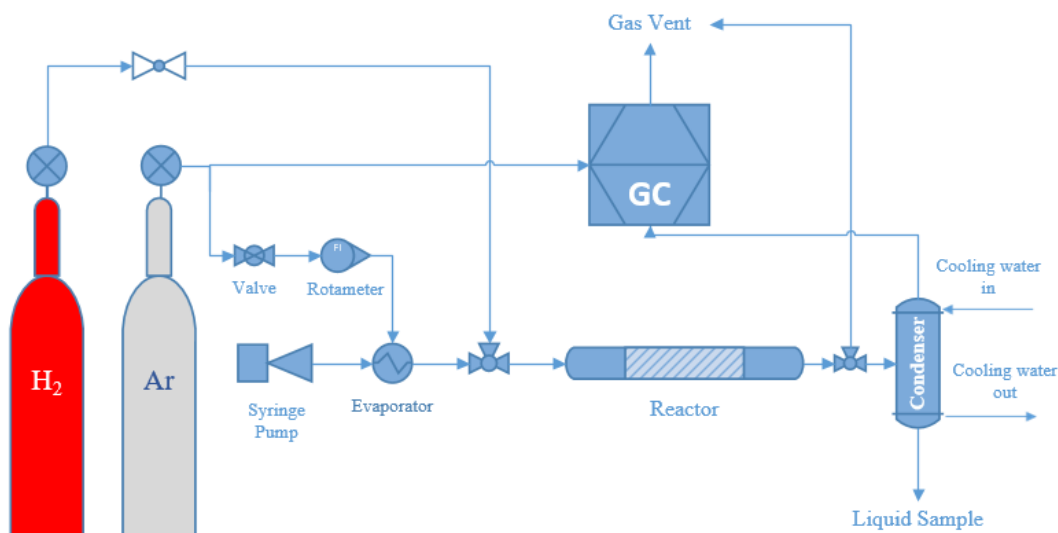 Gas Vent
GC
FI
Valve
Rotameter
Cooling water
in
H₂
Ar
Syringe
Pump
Evaporator
Reactor
Condenser
Cooling water
out
Liquid Sample